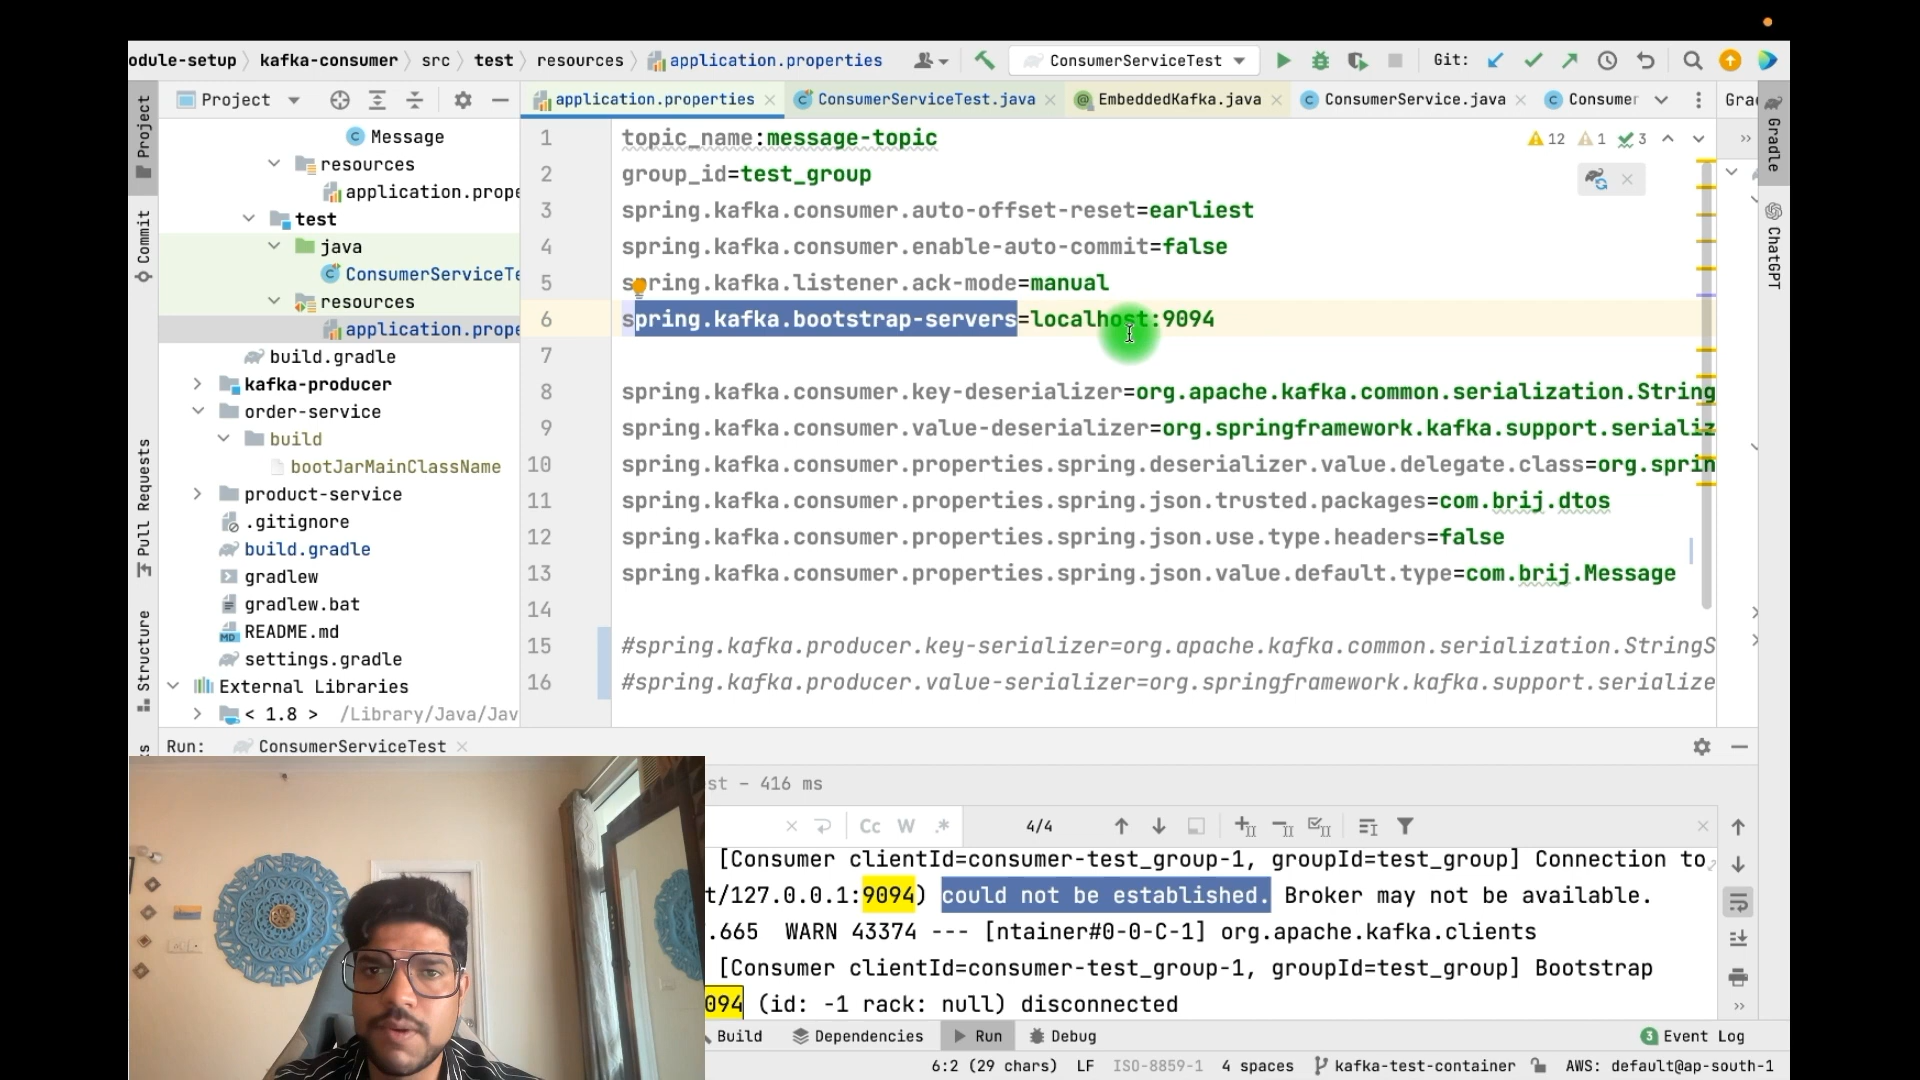 odule-setup kafka-consumer src test resources application.properties ConsumerServiceTest Git:
Project application.properties ConsumerServiceTest.java EmbeddedKafka.java ConsumerService.java Consumer Gra
Project
Commit
Pull Requests
Structure
Message
resources
application.prope
test
java
ConsumerServiceTe
resources
application.prope
build.gradle
kafka-producer
order-service
build
bootJarMainClassName
product-service
.gitignore
build.gradle
gradlew
gradlew.bat
README.md
settings.gradle
External Libraries
< 1.8 > /Library/Java/Jav
12 1 3
1 topic_name:message-topic
2 group_id=test_group
3 spring.kafka.consumer.auto-offset-reset=earliest
4 spring.kafka.consumer.enable-auto-commit=false
5 spring.kafka.listener.ack-mode=manual
6 spring.kafka.bootstrap-servers=localhost:9094
7
8 spring.kafka.consumer.key-deserializer=org.apache.kafka.common.serialization.String
9 spring.kafka.consumer.value-deserializer=org.springframework.kafka.support.serializ
10 spring.kafka.consumer.properties.spring.deserializer.value.delegate.class=org.sprin
11 spring.kafka.consumer.properties.spring.json.trusted.packages=com.brij.dtos
12 spring.kafka.consumer.properties.spring.json.use.type.headers=false
13 spring.kafka.consumer.properties.spring.json.value.default.type=com.brij.Message
14
15 #spring.kafka.producer.key-serializer=org.apache.kafka.common.serialization.StringS
16 #spring.kafka.producer.value-serializer=org.springframework.kafka.support.serialize
Gradle
ChatGPT
Run: ConsumerServiceTest
st – 416 ms
Cc W .* 4/4
[Consumer clientId=consumer-test_group-1, groupId=test_group] Connection to
t/127.0.0.1:9094) could not be established. Broker may not be available.
.665 WARN 43374 --- [ntainer#0-0-C-1] org.apache.kafka.clients
[Consumer clientId=consumer-test_group-1, groupId=test_group] Bootstrap
094 (id: -1 rack: null) disconnected
Build Dependencies Run Debug 3 Event Log
6:2 (29 chars) LF ISO-8859-1 4 spaces kafka-test-container AWS: default@ap-south-1